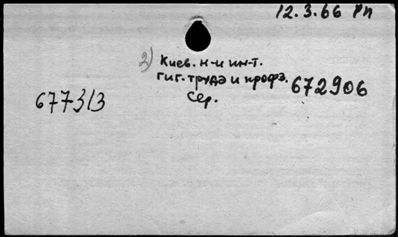 12.3.66 Рп
2) Киев. н-и ин-т.
гиг. труда и профз. 672906
677313
Сер.